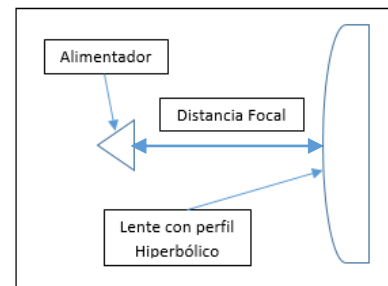 Alimentador
Distancia Focal
Lente con perfil
Hiperbólico